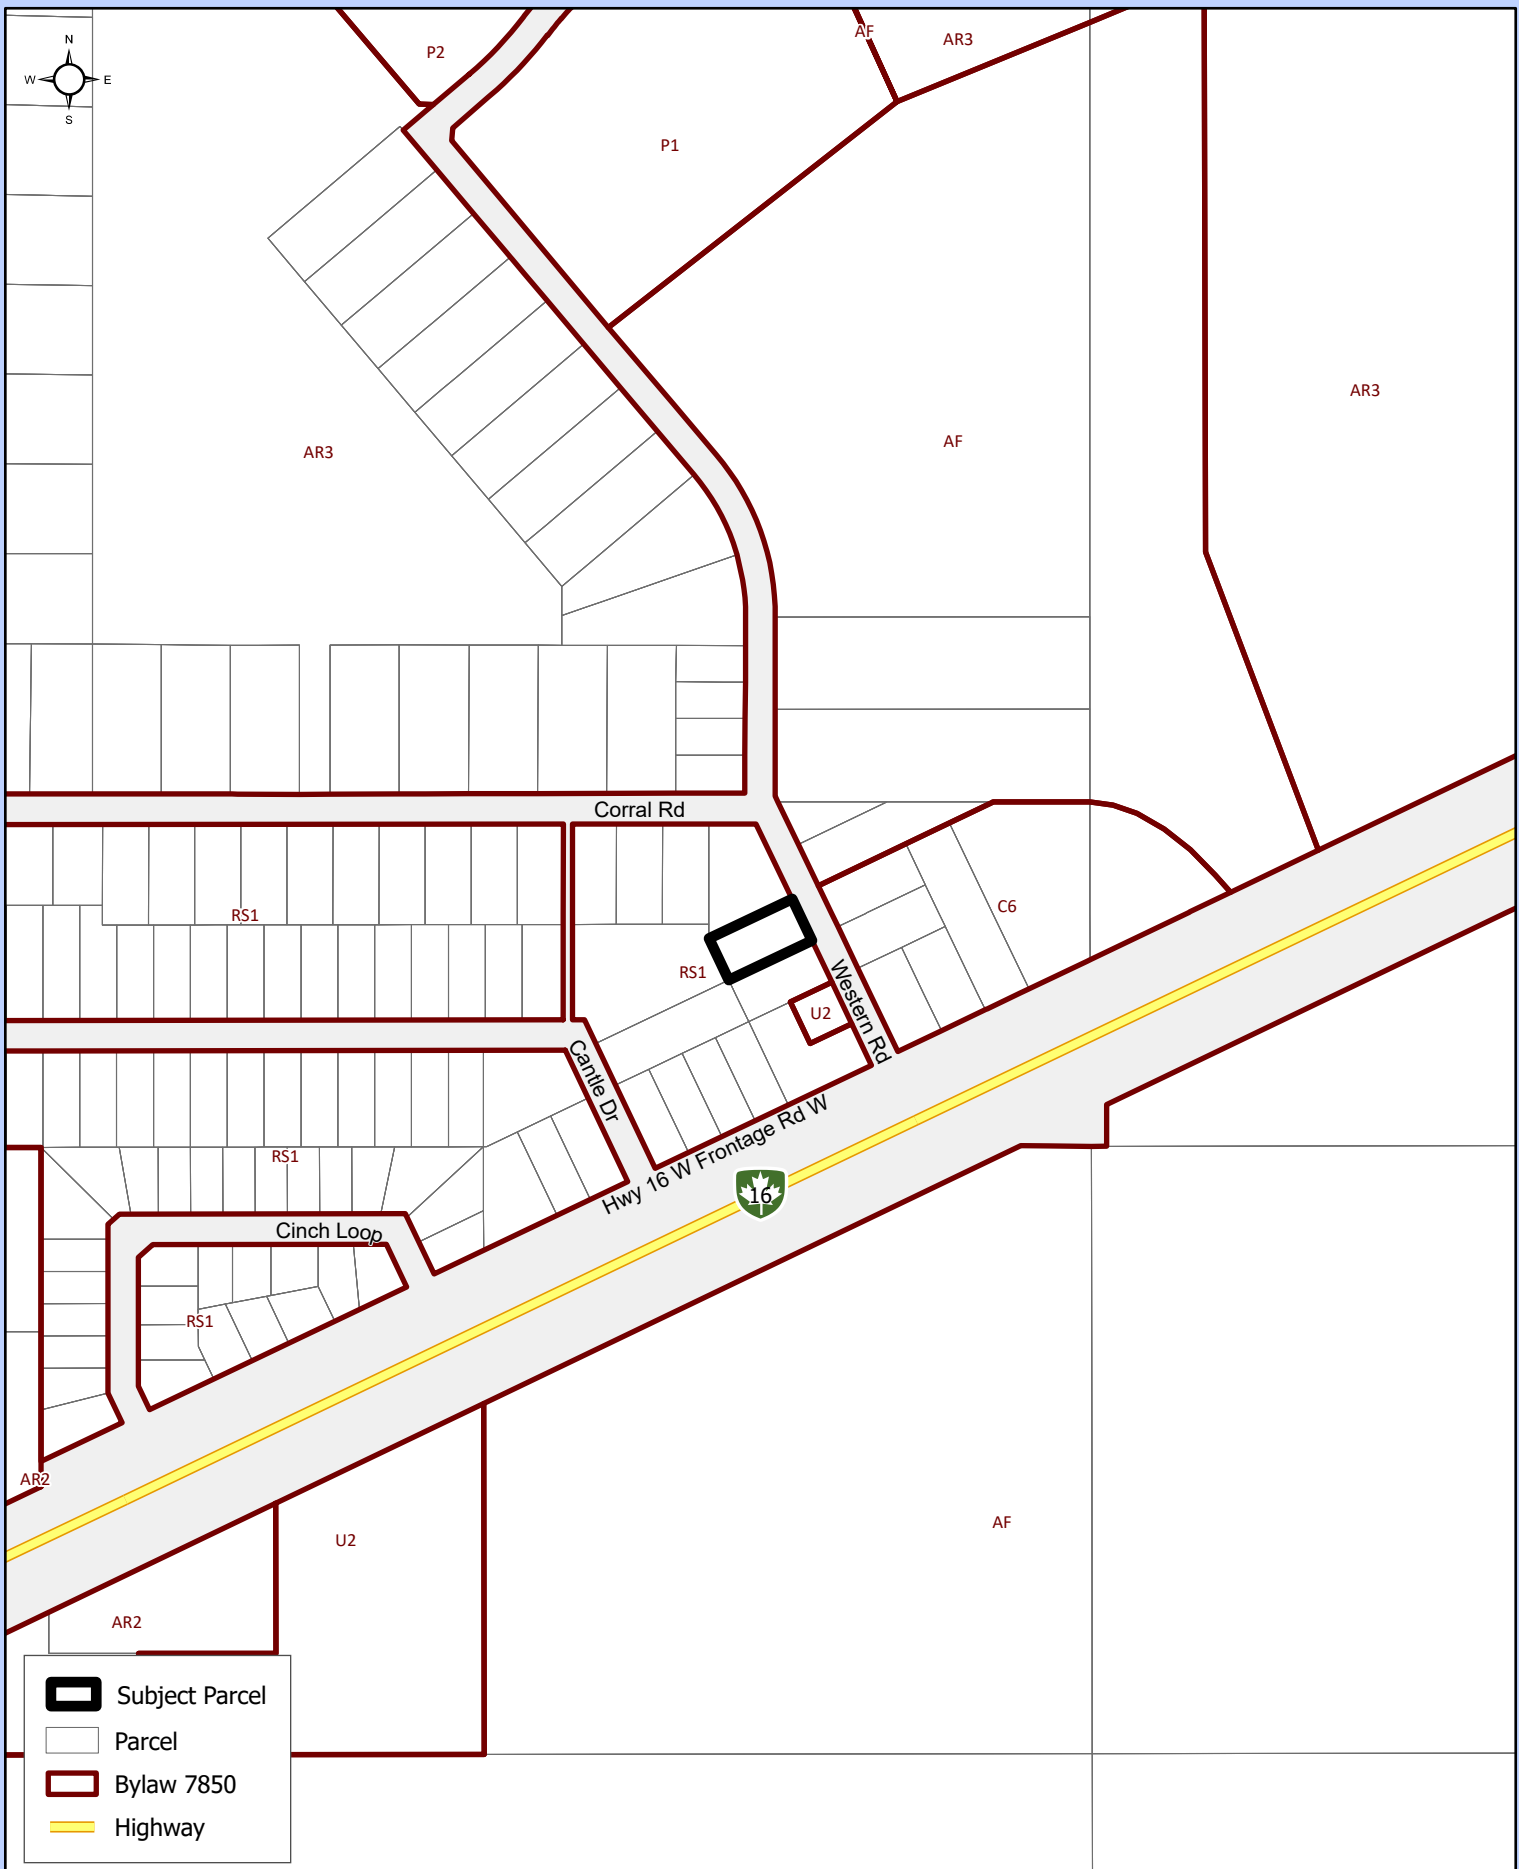 N
W E
S
P2
AF
AR3
P1
AR3
AF
AR3
Corral Rd
RS1
C6
RS1
Western Rd
U2
Cantle Dr
Hwy 16 W Frontage Rd W
RS1
16
Cinch Loop
RS1
AR2
U2
AF
AR2
Subject Parcel
Parcel
Bylaw 7850
Highway